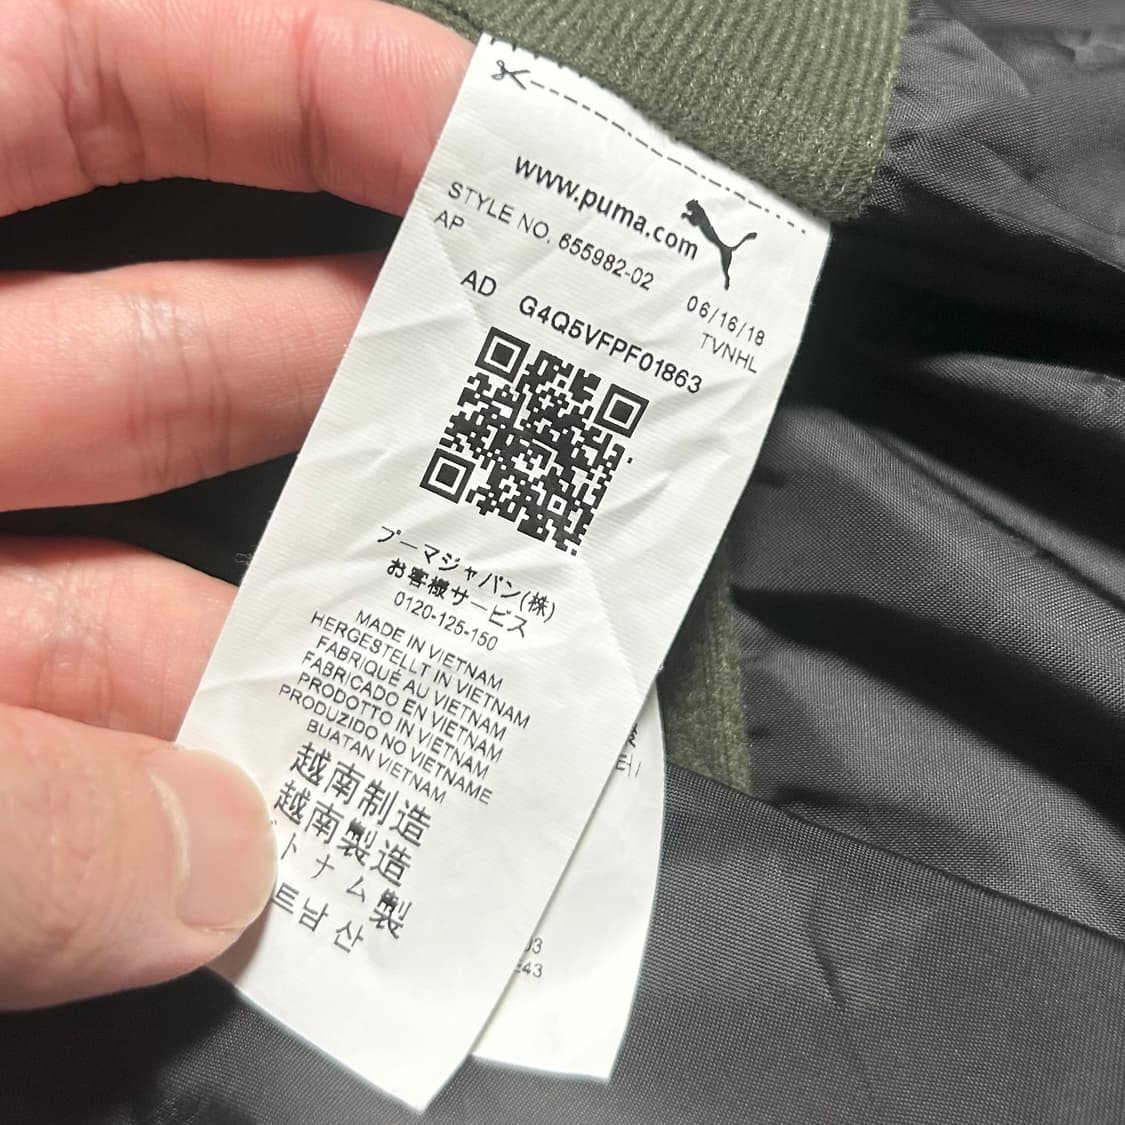 www.puma.com
STYLE NO. 655982-02 06/16/18
AP TVNHL
AD G4Q5VFPF01863
プーマジャパン(株)
お客様サービス
0120-125-150
MADE IN VIETNAM
HERGESTELLT IN VIETNAM
FABRIQUÉ AU VIETNAM
FABRICADO EN VIETNAM
PRODOTTO IN VIETNAM
PRODUZIDO NO VIETNAME
BUATAN VIETNAM
越南制造
越南製造
トナム製
트남 산
43